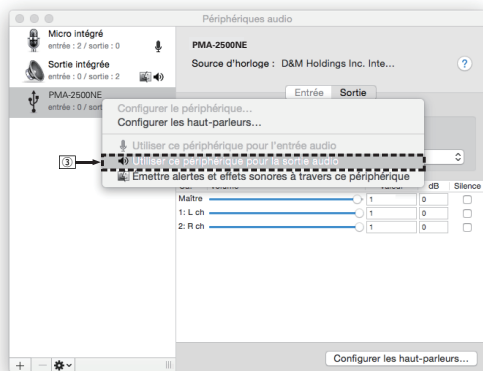 Périphériques audio
Micro intégré
entrée : 2 / sortie : 0
Sortie intégrée
entrée : 0 / sortie : 2
PMA-2500NE
entrée : 0 / sort
PMA-2500NE
Source d'horloge : D&M Holdings Inc. Inte...
?
Entrée Sortie
Configurer le périphérique...
Configurer les haut-parleurs...
Utiliser ce périphérique pour l'entrée audio
③
Utiliser ce périphérique pour la sortie audio
Émettre alertes et effets sonores à travers ce périphérique
Volume Valeur dB Silence
Maître 1 0
1: L ch 1 0
2: R ch 1 0
Configurer les haut-parleurs...